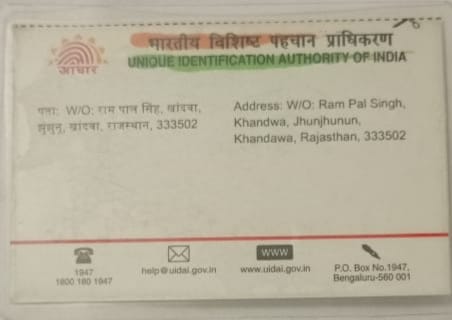 भारतीय विशिष्ट पहचान प्राधिकरण
UNIQUE IDENTIFICATION AUTHORITY OF INDIA
आधार
पता: W/O: राम पाल सिंह, खांदवा,
झुंझुनू, खांदवा, राजस्थान, 333502
Address: W/O: Ram Pal Singh,
Khandwa, Jhunjhunun,
Khandawa, Rajasthan, 333502
1947
1800 180 1947
help@uidai.gov.in
WWW
www.uidai.gov.in
P.O. Box No.1947,
Bengaluru-560 001